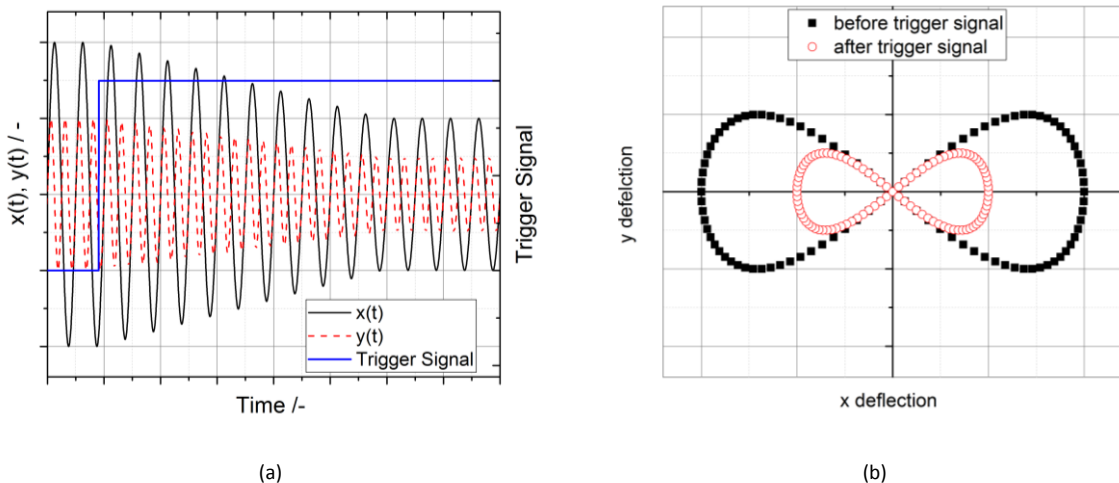 x(t), y(t) / -
Trigger Signal
x(t)
y(t)
Trigger Signal
Time /-
(a)
before trigger signal
after trigger signal
y defelction
x deflection
(b)